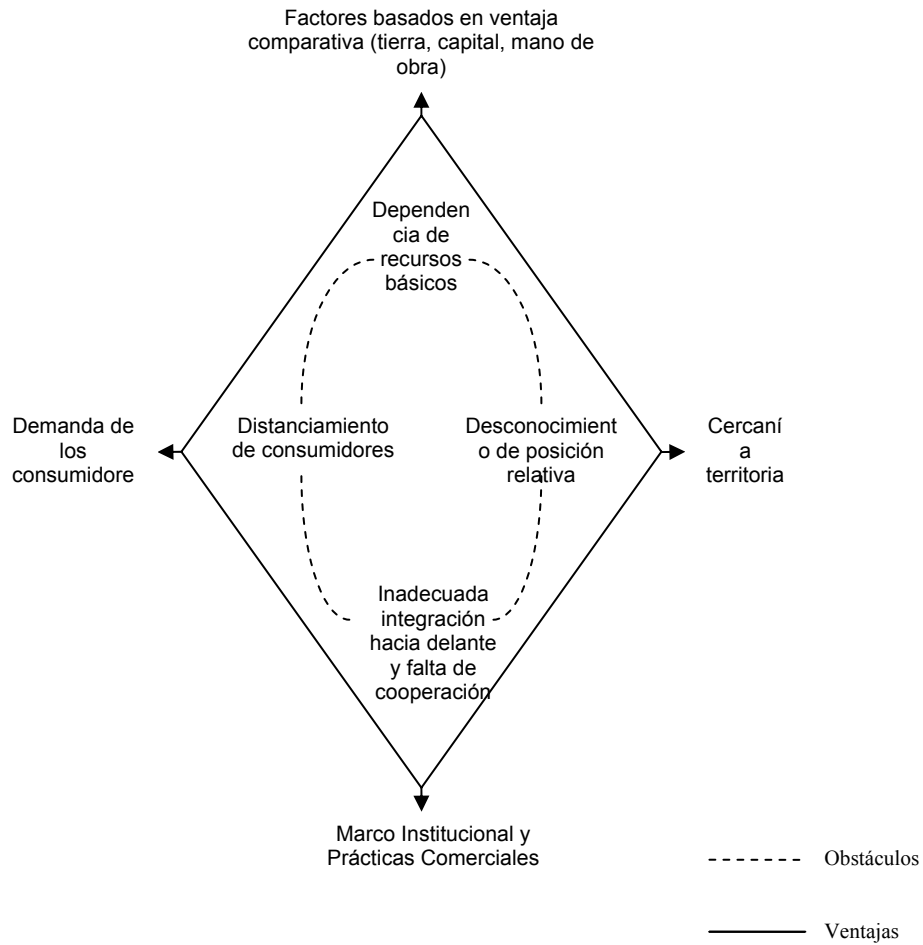 Factores basados en ventaja
comparativa (tierra, capital, mano de
obra)
Dependen
cia de
recursos
básicos
Demanda de
los
consumidore
Distanciamiento
de consumidores
Desconocimient
o de posición
relativa
Cercaní
a
territoria
Inadecuada
integración
hacia delante
y falta de
cooperación
Marco Institucional y
Prácticas Comerciales
Obstáculos
Ventajas